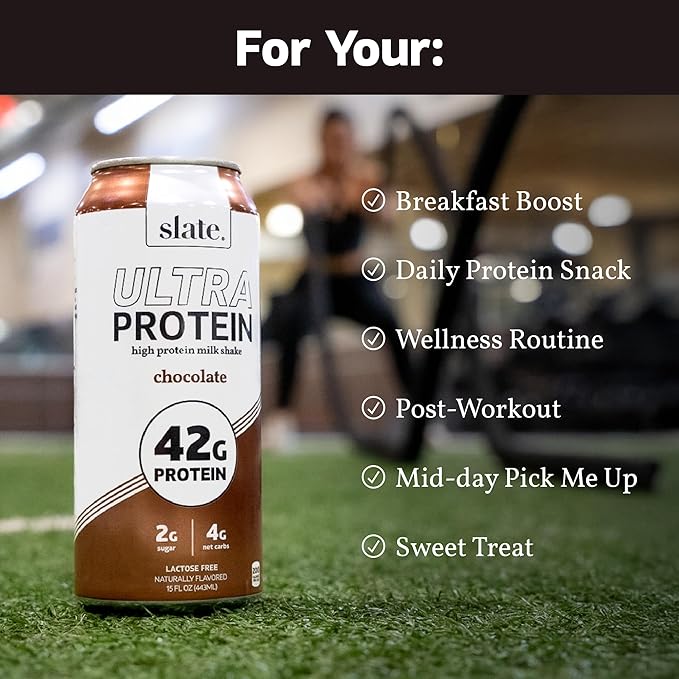 For Your:
slate.
ULTRA
PROTEIN
high protein milk shake
chocolate
42G
PROTEIN
2G
sugar
4G
net carbs
LACTOSE FREE
NATURALLY FLAVORED
15 FL OZ (443ML)
Breakfast Boost
Daily Protein Snack
Wellness Routine
Post-Workout
Mid-day Pick Me Up
Sweet Treat